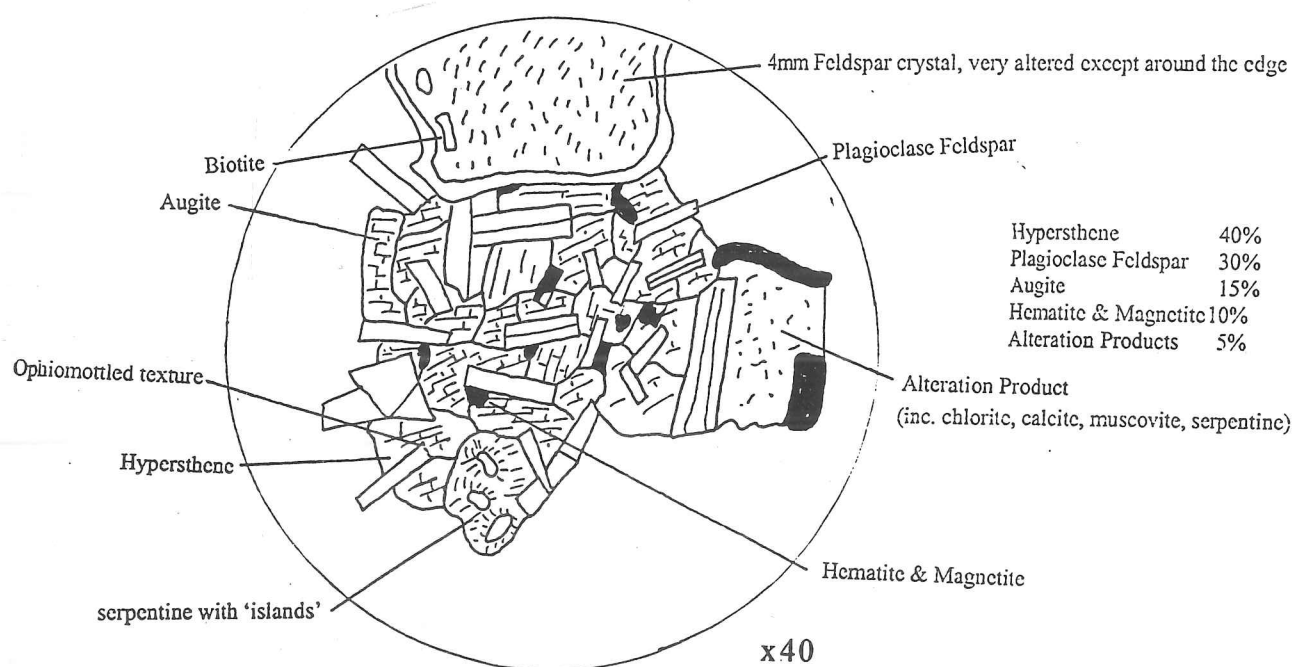 4mm Feldspar crystal, very altered except around the edge
Biotite
Plagioclase Feldspar
Augite
Hypersthene 40%
Plagioclase Feldspar 30%
Augite 15%
Hematite & Magnetite 10%
Alteration Products 5%
Ophiomottled texture
Alteration Product
(inc. chlorite, calcite, muscovite, serpentine)
Hypersthene
Hematite & Magnetite
serpentine with ‘islands’
x40